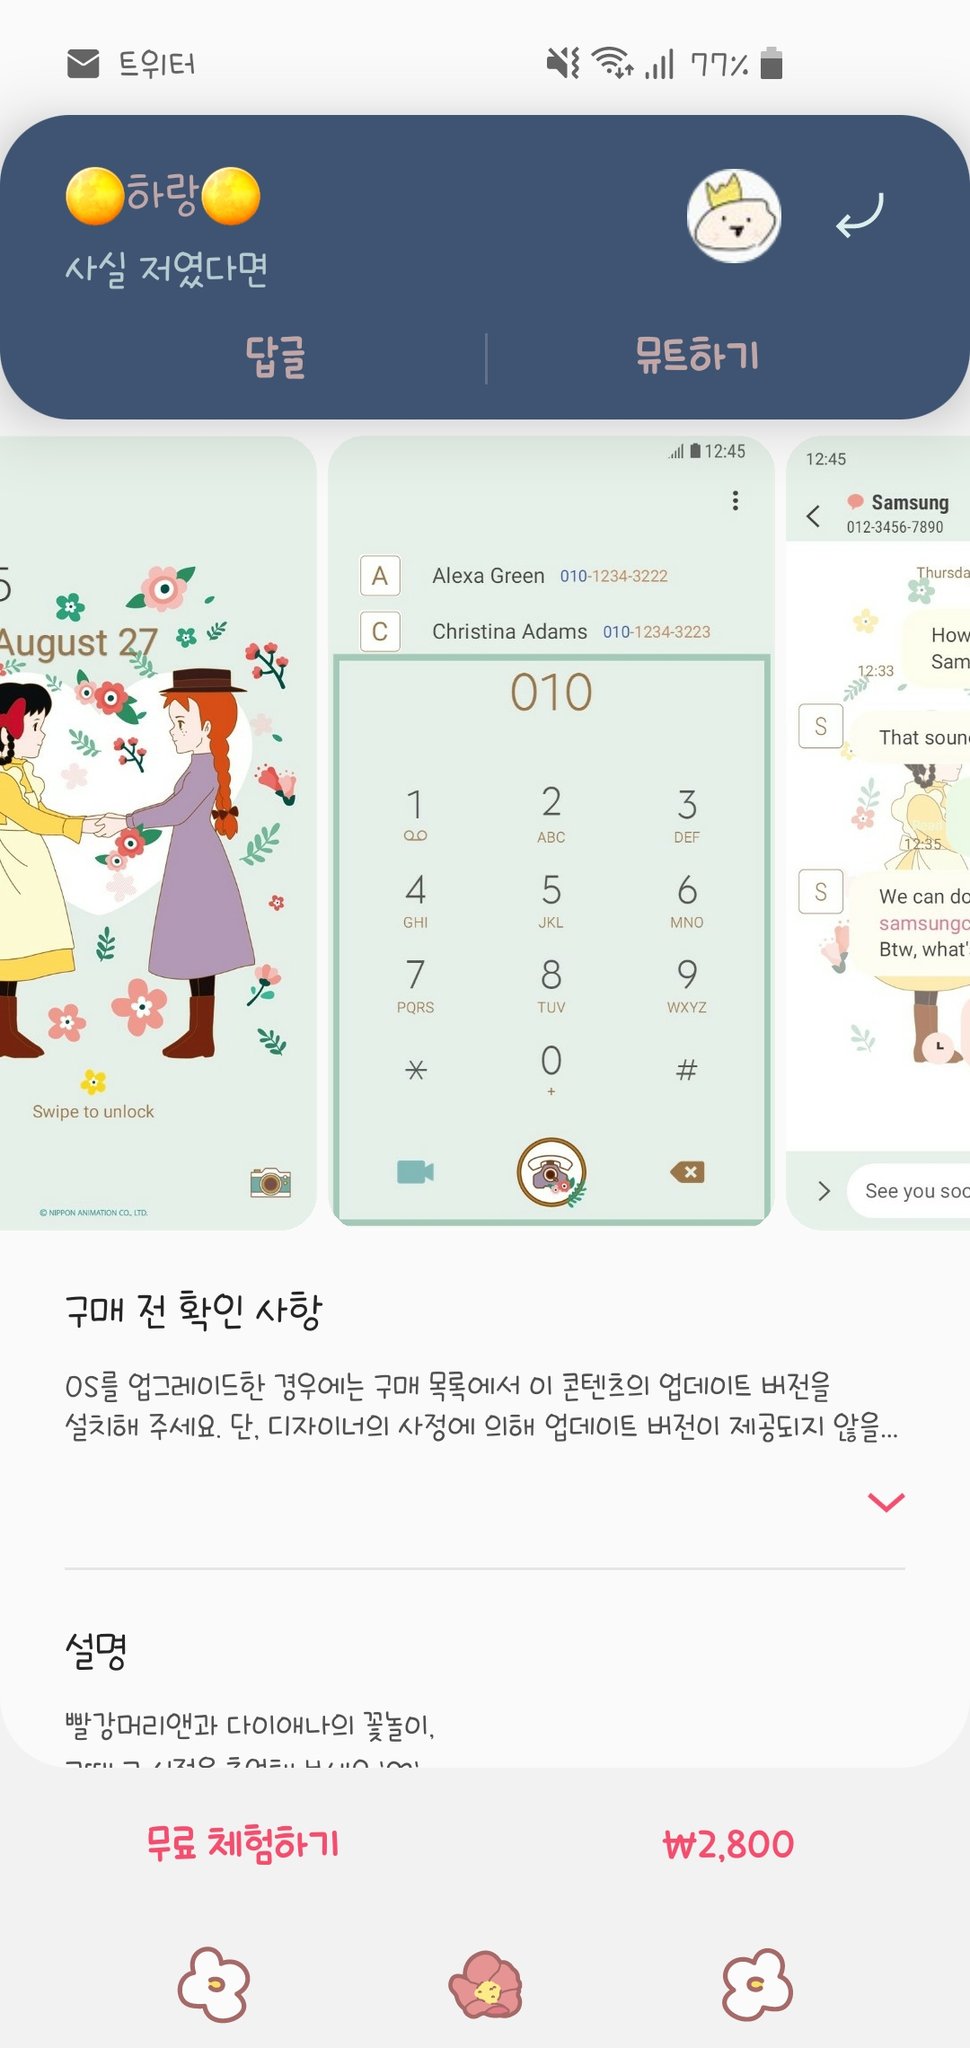 트위터
77%
🌕하랑🌕
사실 저였다면
답글
뮤트하기
5
August 27
Swipe to unlock
© NIPPON ANIMATION CO., LTD.
12:45
A
Alexa Green 010-1234-3222
C
Christina Adams 010-1234-3223
010
1
2
ABC
3
DEF
4
GHI
5
JKL
6
MNO
7
PQRS
8
TUV
9
WXYZ
*
0
+
#
12:45
Samsung
012-3456-7890
Thursda
How
Sam
12:33
S
That soun
Read
12:35
S
We can do
samsungc
Btw, what'
See you soo
구매 전 확인 사항
OS를 업그레이드한 경우에는 구매 목록에서 이 콘텐츠의 업데이트 버전을
설치해 주세요. 단, 디자이너의 사정에 의해 업데이트 버전이 제공되지 않을...
설명
빨강머리앤과 다이애나의 꽃놀이,
무료 체험하기
₩2,800